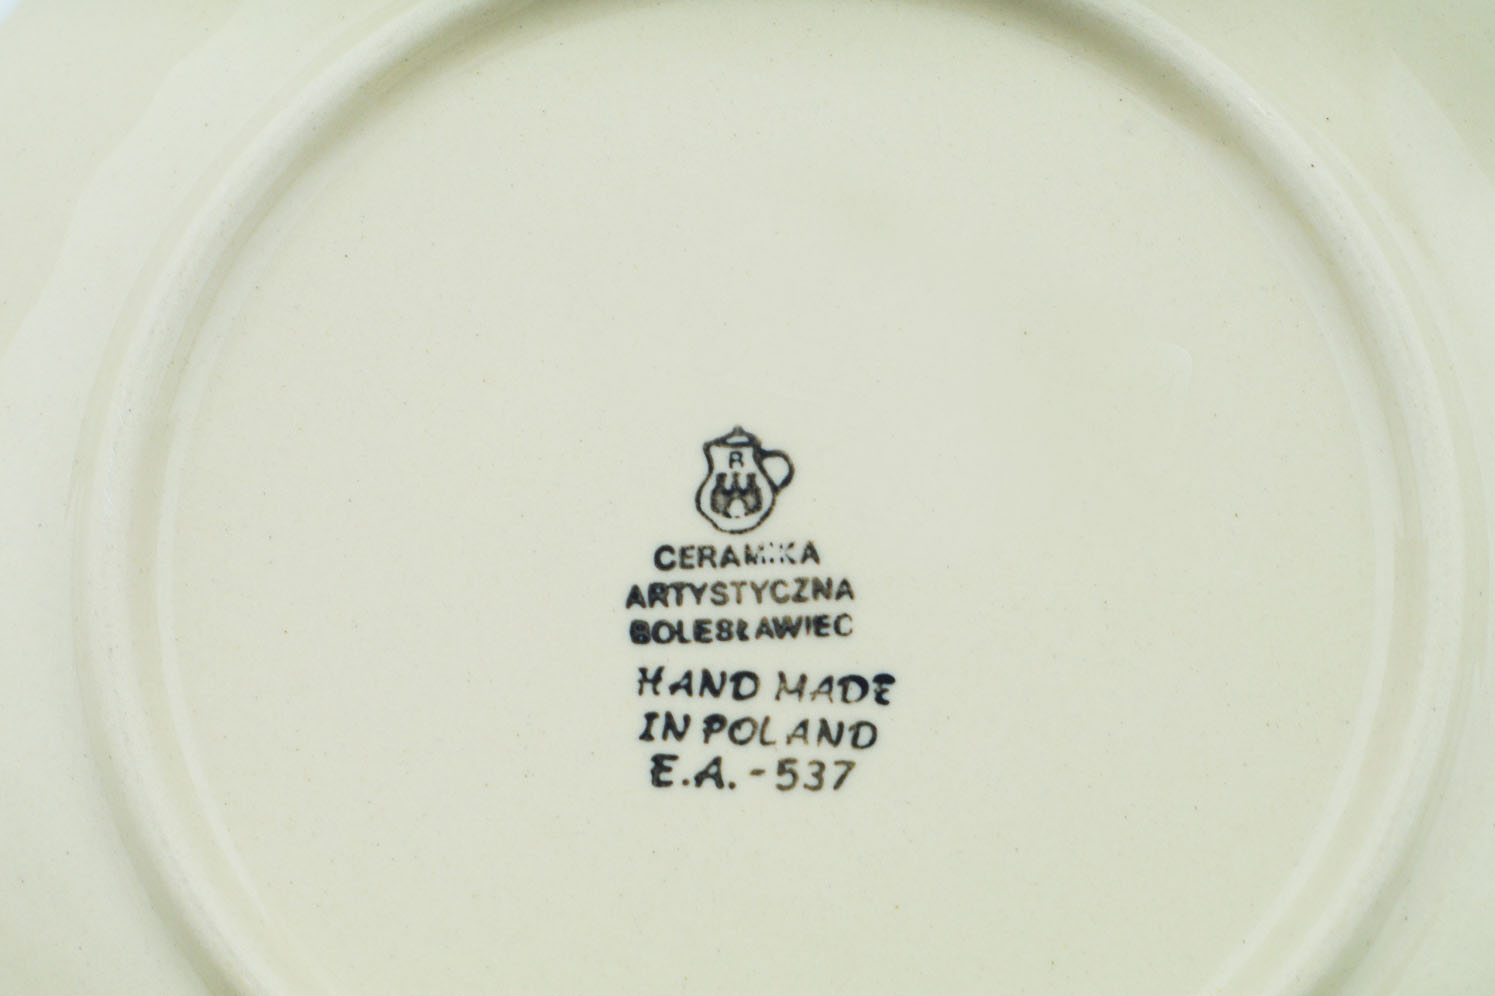 R
CERAMIKA
ARTYSTYCZNA
BOLESŁAWIEC
HAND MADE
IN POLAND
E.A.-537